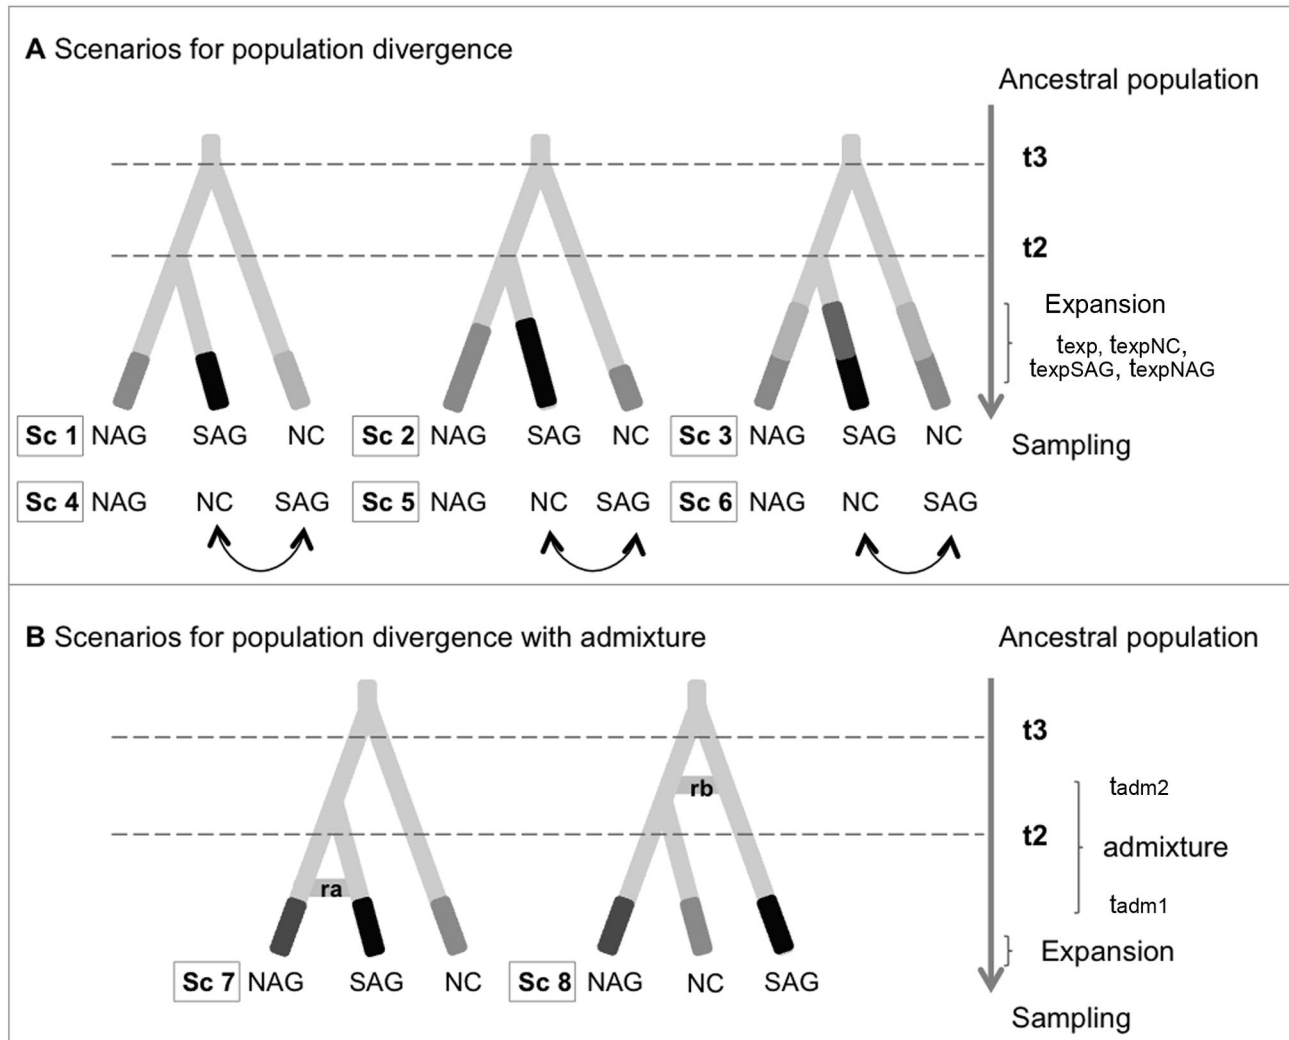 A Scenarios for population divergence
Ancestral population
t3
t2
Expansion
texp, texpNC,
texpSAG, texpNAG
Sc 1 NAG SAG NC Sc 2 NAG SAG NC Sc 3 NAG SAG NC
Sampling
Sc 4 NAG NC SAG Sc 5 NAG NC SAG Sc 6 NAG NC SAG
B Scenarios for population divergence with admixture
Ancestral population
t3
rb
tadm2
t2
admixture
ra
tadm1
Expansion
Sc 7 NAG SAG NC Sc 8 NAG NC SAG
Sampling